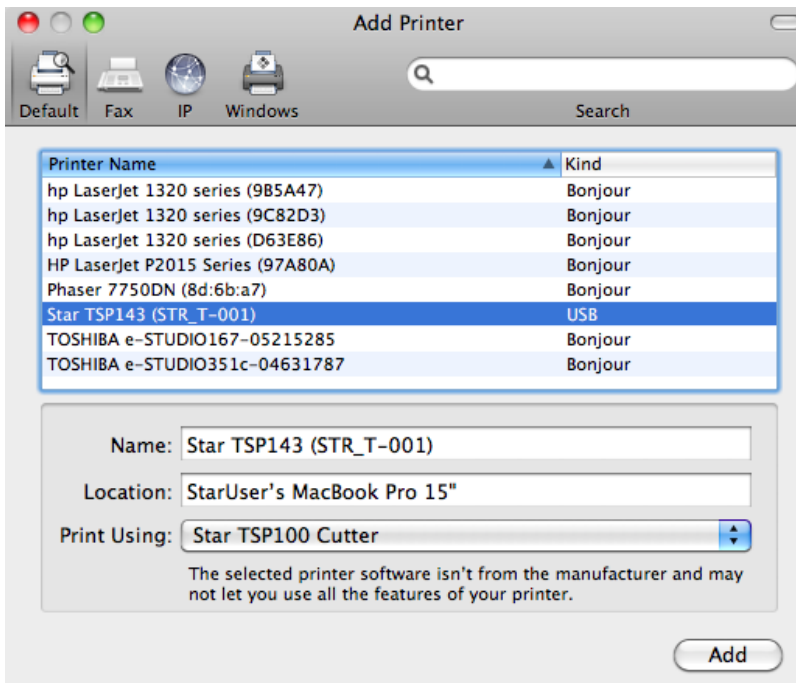 Add Printer
Default Fax IP Windows Search
Printer Name Kind
hp LaserJet 1320 series (9B5A47) Bonjour
hp LaserJet 1320 series (9C82D3) Bonjour
hp LaserJet 1320 series (D63E86) Bonjour
HP LaserJet P2015 Series (97A80A) Bonjour
Phaser 7750DN (8d:6b:a7) Bonjour
Star TSP143 (STR_T-001) USB
TOSHIBA e-STUDIO167-05215285 Bonjour
TOSHIBA e-STUDIO351c-04631787 Bonjour
Name: Star TSP143 (STR_T-001)
Location: StarUser's MacBook Pro 15"
Print Using: Star TSP100 Cutter
The selected printer software isn't from the manufacturer and may
not let you use all the features of your printer.
Add